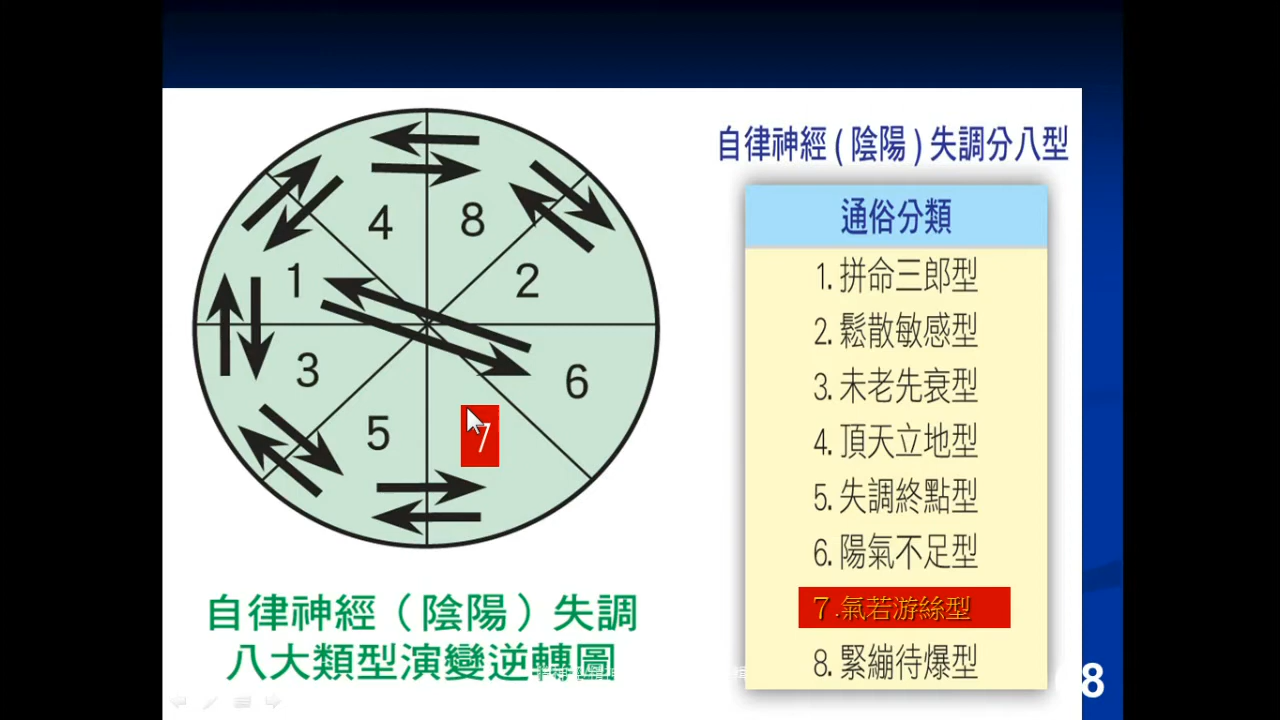 自律神經(陰陽)失調分八型
通俗分類
1.拼命三郎型
2.鬆散敏感型
3.未老先衰型
4.頂天立地型
5.失調終點型
6.陽氣不足型
７.氣若游絲型
8.緊繃待爆型
4
8
1
2
3
6
5
7
自律神經（陰陽）失調
八大類型演變逆轉圖
8